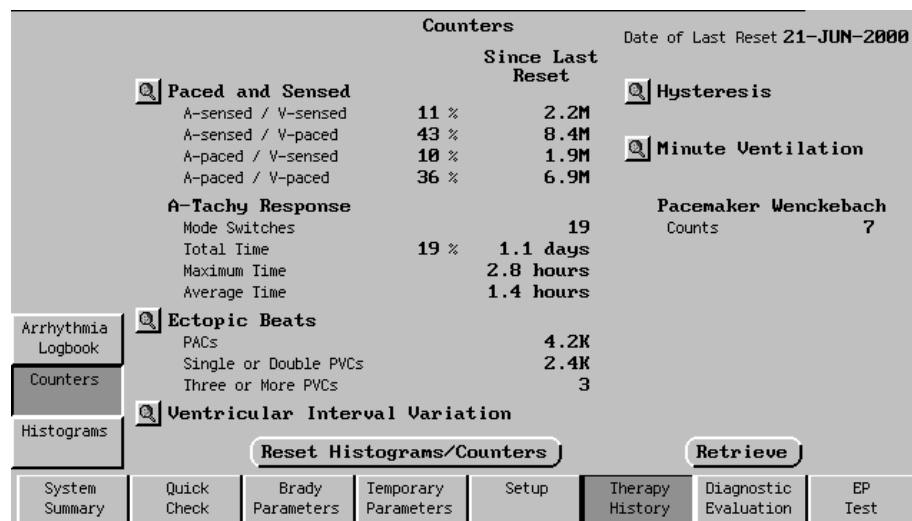 Counters
Date of Last Reset 21-JUN-2000
Since Last
Reset
Paced and Sensed
A-sensed / V-sensed 11 % 2.2M
A-sensed / V-paced 43 % 8.4M
A-paced / V-sensed 10 % 1.9M
A-paced / V-paced 36 % 6.9M
A-Tachy Response
Mode Switches 19
Total Time 19 % 1.1 days
Maximum Time 2.8 hours
Average Time 1.4 hours
Ectopic Beats
PACs 4.2K
Single or Double PVCs 2.4K
Three or More PVCs 3
Ventricular Interval Variation
Hysteresis
Minute Ventilation
Pacemaker Wenckebach
Counts 7
Arrhythmia
Logbook
Counters
Histograms
Reset Histograms/Counters
Retrieve
System
Summary
Quick
Check
Brady
Parameters
Temporary
Parameters
Setup
Therapy
History
Diagnostic
Evaluation
EP
Test